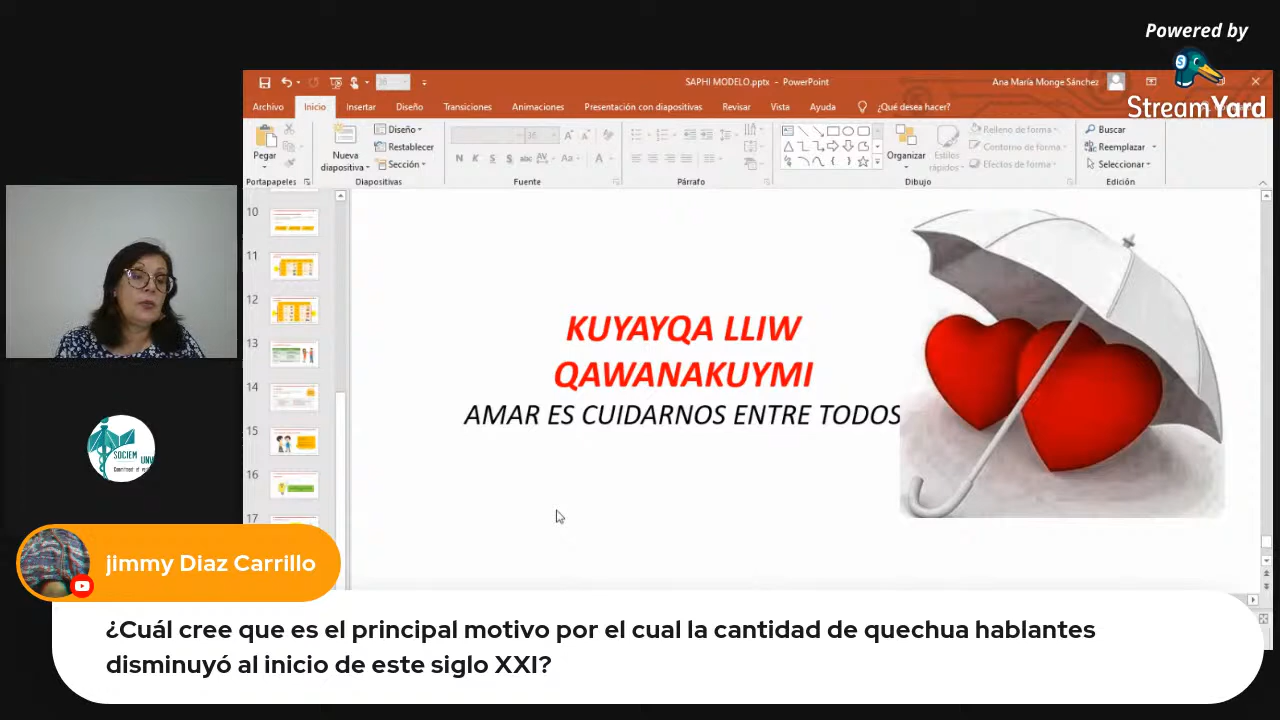 Powered by
StreamYard
SAPHI MODELO.pptx - PowerPoint
Ana María Monge Sánchez
Archivo Inicio Insertar Diseño Transiciones Animaciones Presentación con diapositivas Revisar Vista Ayuda ¿Qué desea hacer?
Pegar
Nueva diapositiva
Diseño
Restablecer
Sección
Organizar
Estilos rápidos
Relleno de forma
Contorno de forma
Efectos de forma
Buscar
Reemplazar
Seleccionar
Portapapeles Diapositivas Fuente Párrafo Dibujo Edición
10
11
12
13
14
15
16
17
KUYAYQA LLIW
QAWANAKUYMI
AMAR ES CUIDARNOS ENTRE TODOS
SOCIEM
jimmy Diaz Carrillo
¿Cuál cree que es el principal motivo por el cual la cantidad de quechua hablantes
disminuyó al inicio de este siglo XXI?